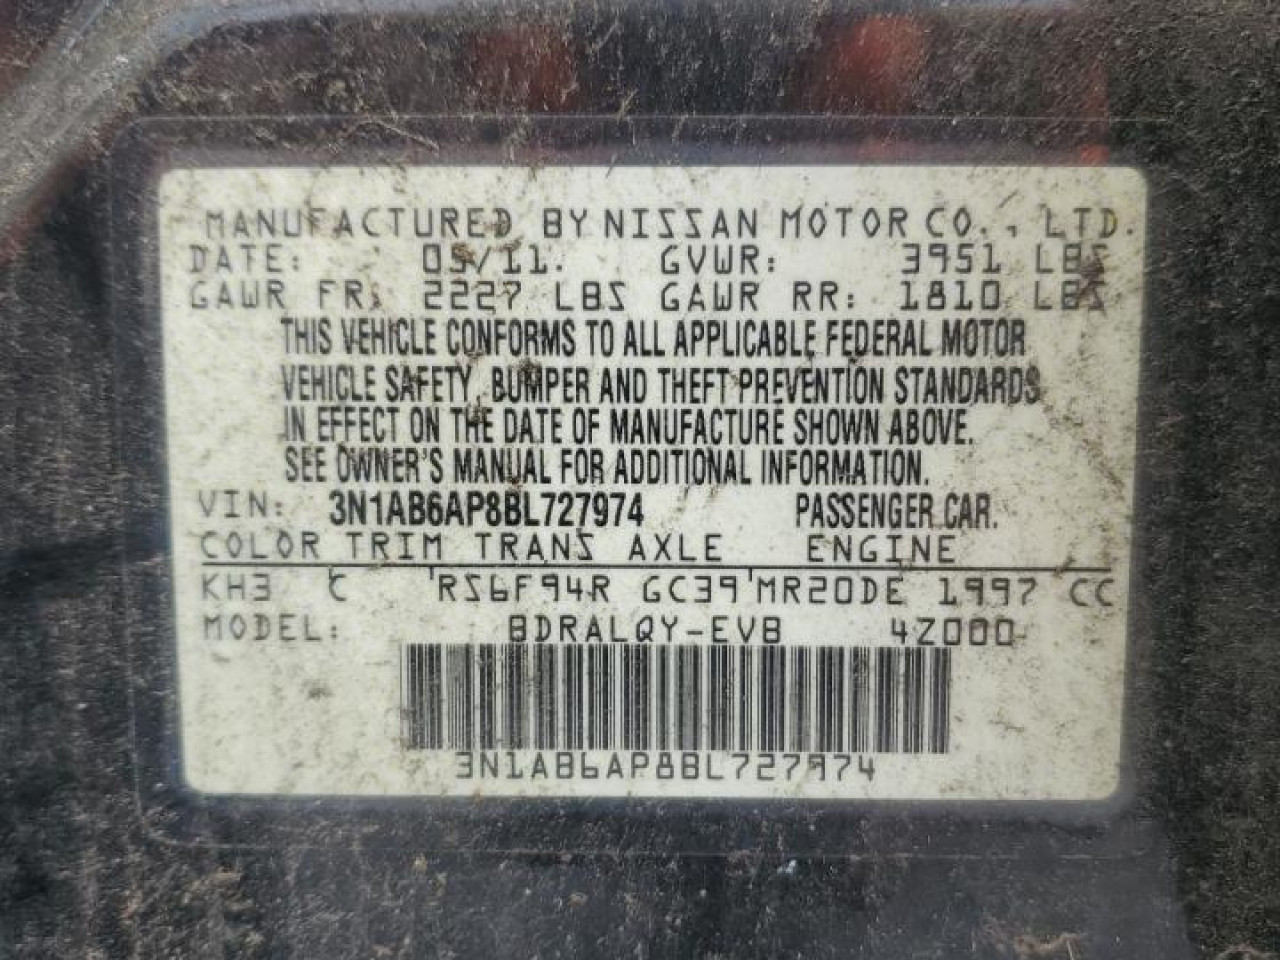 MANUFACTURED BY NISSAN MOTOR CO., LTD.
DATE: 05/11. GVWR: 3951 LBS
GAWR FR: 2227 LBS GAWR RR: 1810 LBS
THIS VEHICLE CONFORMS TO ALL APPLICABLE FEDERAL MOTOR
VEHICLE SAFETY, BUMPER AND THEFT PREVENTION STANDARDS
IN EFFECT ON THE DATE OF MANUFACTURE SHOWN ABOVE.
SEE OWNER'S MANUAL FOR ADDITIONAL INFORMATION.
VIN: 3N1AB6AP8BL727974 PASSENGER CAR.
COLOR TRIM TRANS AXLE ENGINE
KH3 C RS6F94R GC39 MR20DE 1997 CC
MODEL: BDRALQY-EVB 4Z000
3N1AB6AP8BL727974